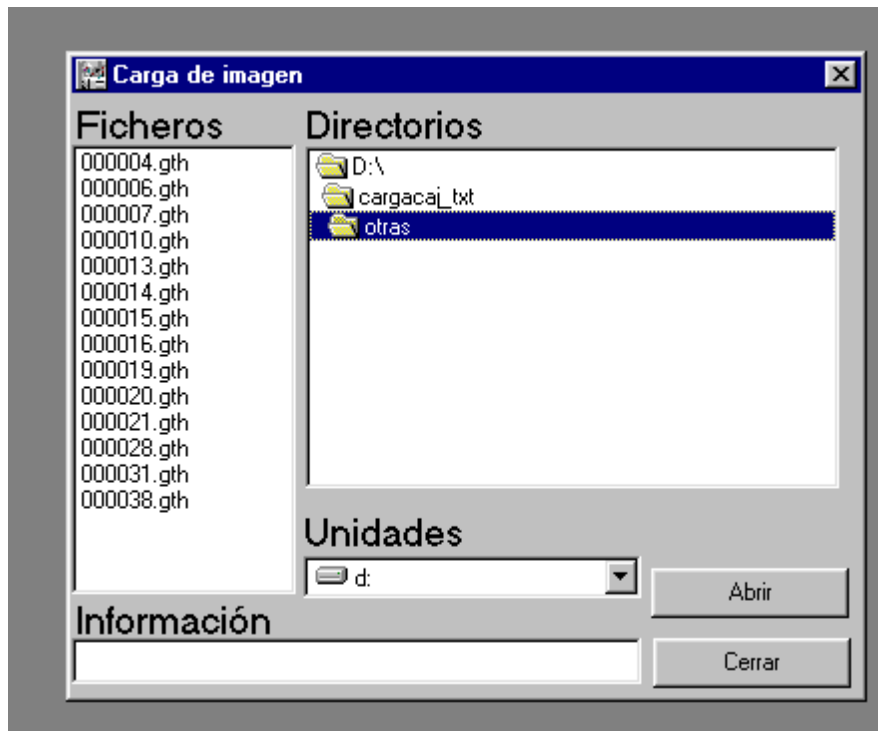 Carga de imagen
Ficheros
000004.gth
000006.gth
000007.gth
000010.gth
000013.gth
000014.gth
000015.gth
000016.gth
000019.gth
000020.gth
000021.gth
000028.gth
000031.gth
000038.gth
Directorios
D:\
cargacaj_txt
otras
Unidades
d:
Abrir
Información
Cerrar